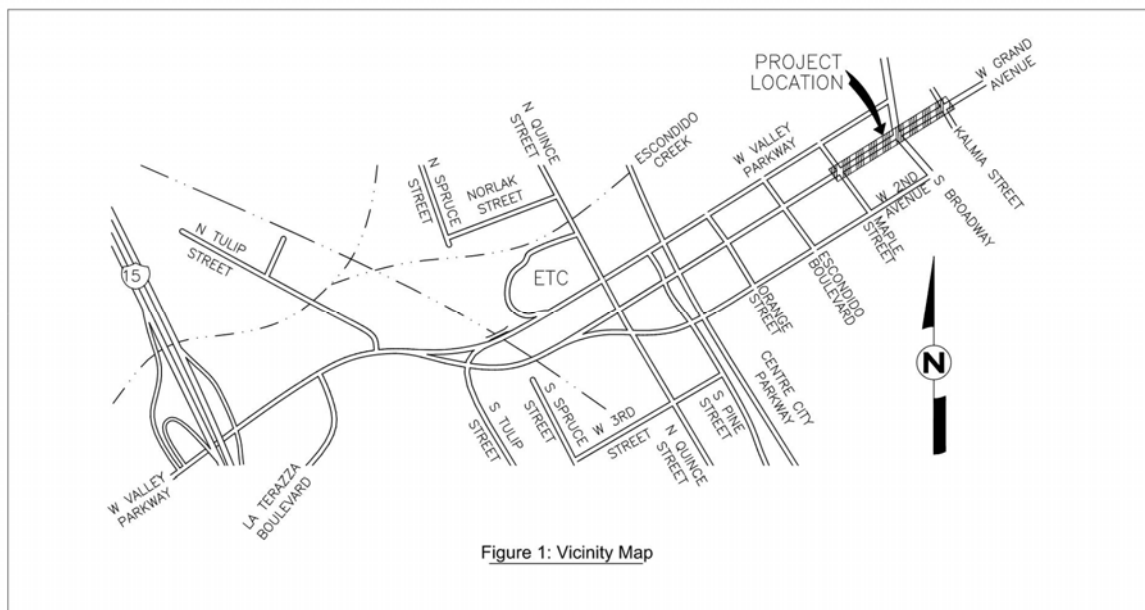 PROJECT
LOCATION
W GRAND
AVENUE
KALMIA STREET
S BROADWAY
W 2ND
AVENUE
MAPLE
STREET
ESCONDIDO
BOULEVARD
ORANGE
STREET
W VALLEY
PARKWAY
ESCONDIDO
CREEK
N QUINCE
STREET
N SPRUCE
STREET
NORLAK
STREET
N TULIP
STREET
15
ETC
CENTRE CITY
PARKWAY
S PINE
STREET
W 3RD
STREET
N QUINCE
STREET
S SPRUCE
STREET
S TULIP
STREET
LA TERAZZA
BOULEVARD
W VALLEY
PARKWAY
N
Figure 1: Vicinity Map